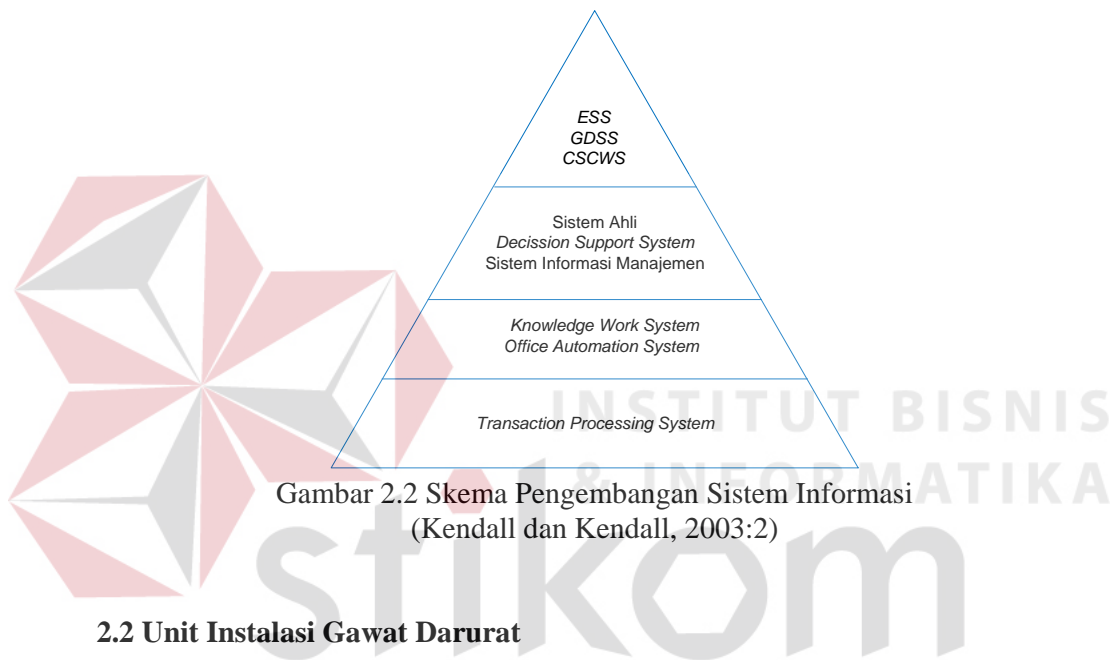 ESS
GDSS
CSCWS
Sistem Ahli
Decission Support System
Sistem Informasi Manajemen
Knowledge Work System
Office Automation System
Transaction Processing System
INSTITUT BISNIS
& INFORMATIKA
stikom
Gambar 2.2 Skema Pengembangan Sistem Informasi
(Kendall dan Kendall, 2003:2)
2.2 Unit Instalasi Gawat Darurat